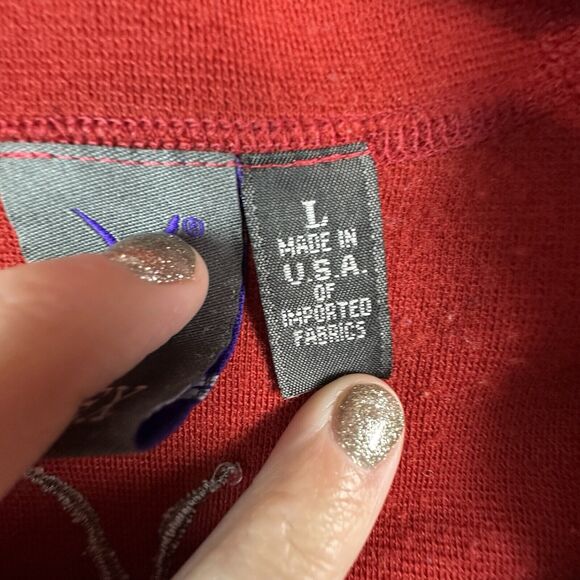 ®
L
MADE IN
U.S.A.
OF
IMPORTED
FABRICS